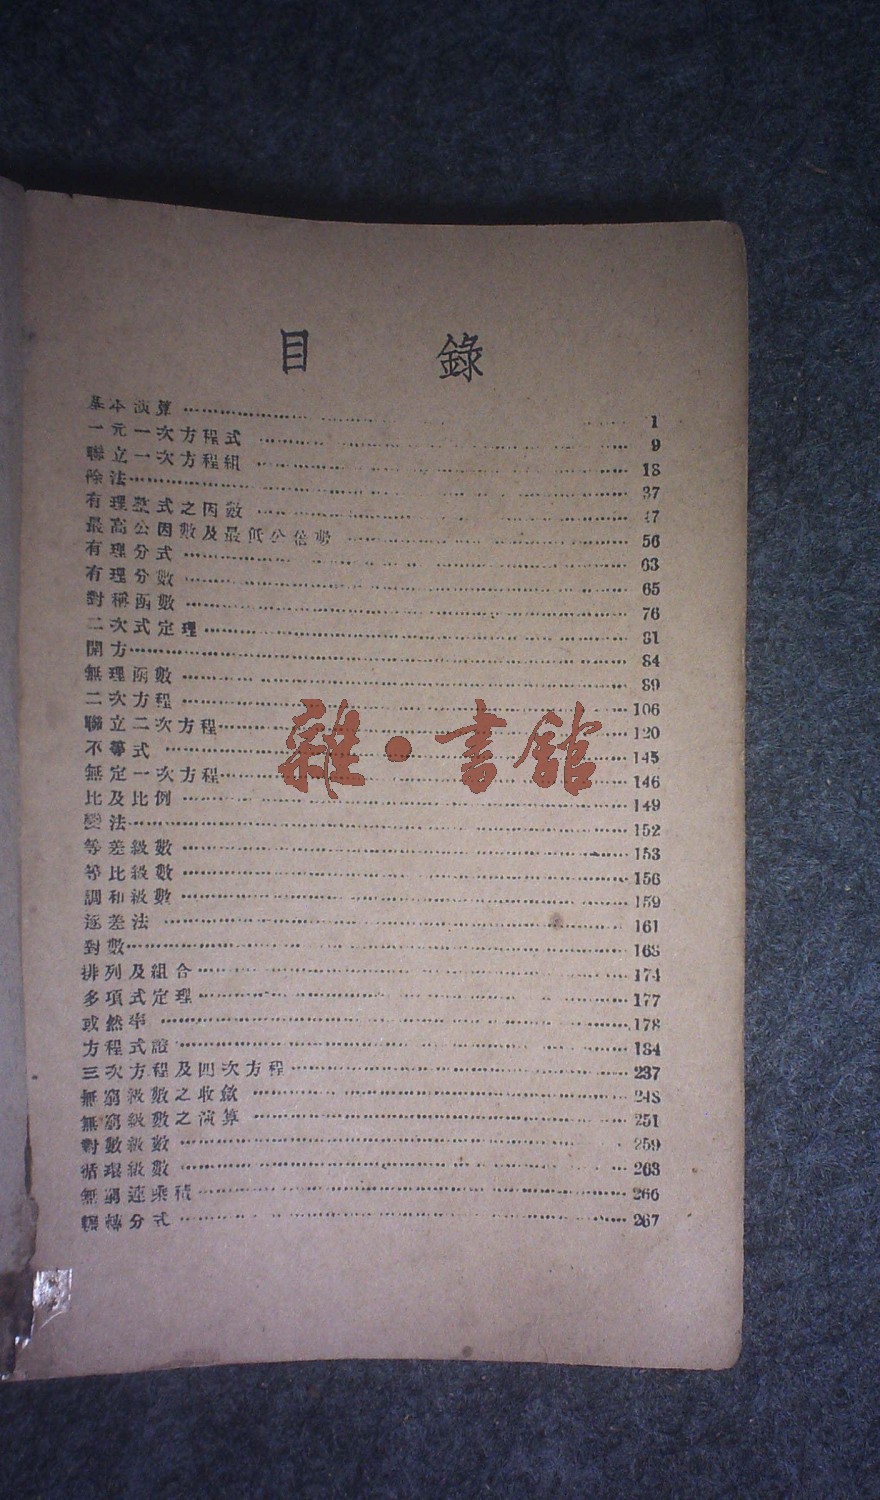 目 錄
基本演算 1
一元一次方程式 9
聯立一次方程組 18
除法 37
有理整式之因數 47
最高公因數及最低公倍數 56
有理分式 63
有理分數 65
對稱函數 76
二次式定理 81
開方 84
無理函數 89
二次方程 106
聯立二次方程 120
不等式 145
無定一次方程 146
比及比例 149
變法 152
等差級數 153
等比級數 156
調和級數 159
逐差法 161
對數 168
排列及組合 174
多項式定理 177
或然率 178
方程式證 184
三次方程及四次方程 237
無窮級數之收斂 248
無窮級數之演算 251
對數級數 259
循環級數 263
無窮連乘積 266
輾轉分式 267
雜·書館